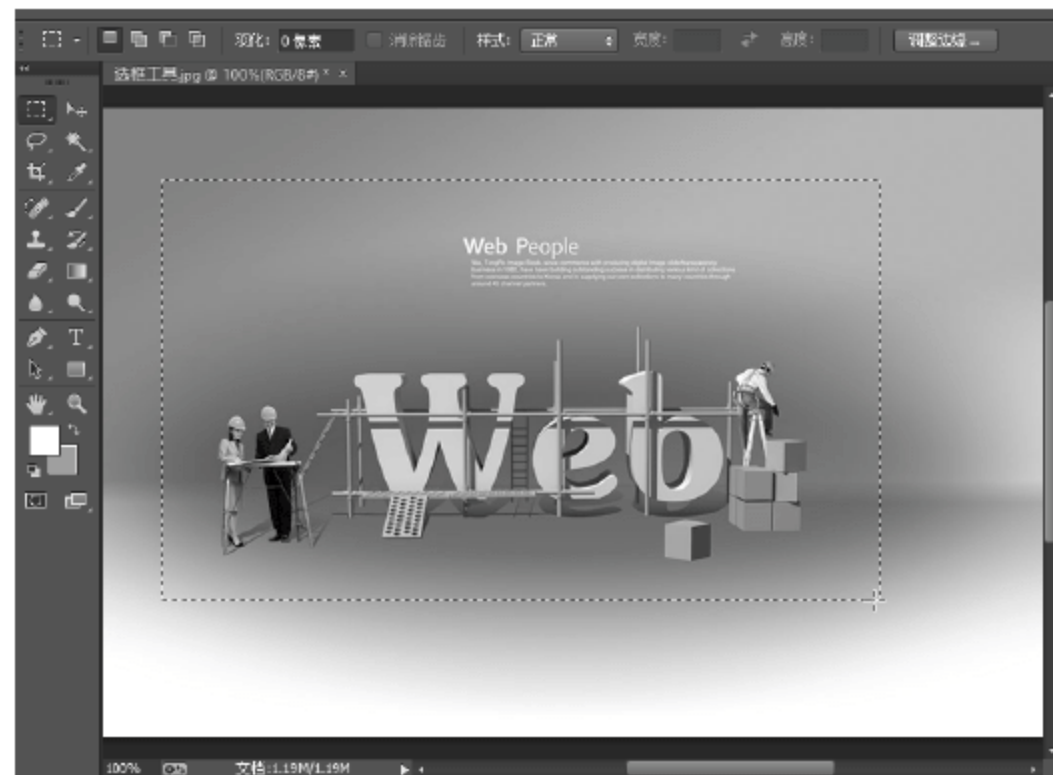 羽化: 0像素 消除锯齿 样式: 正常 宽度: 高度: 调整边缘...
选框工具.jpg @ 100%(RGB/8#) * ×
Web People
Web
100% 文档:1.19M/1.19M